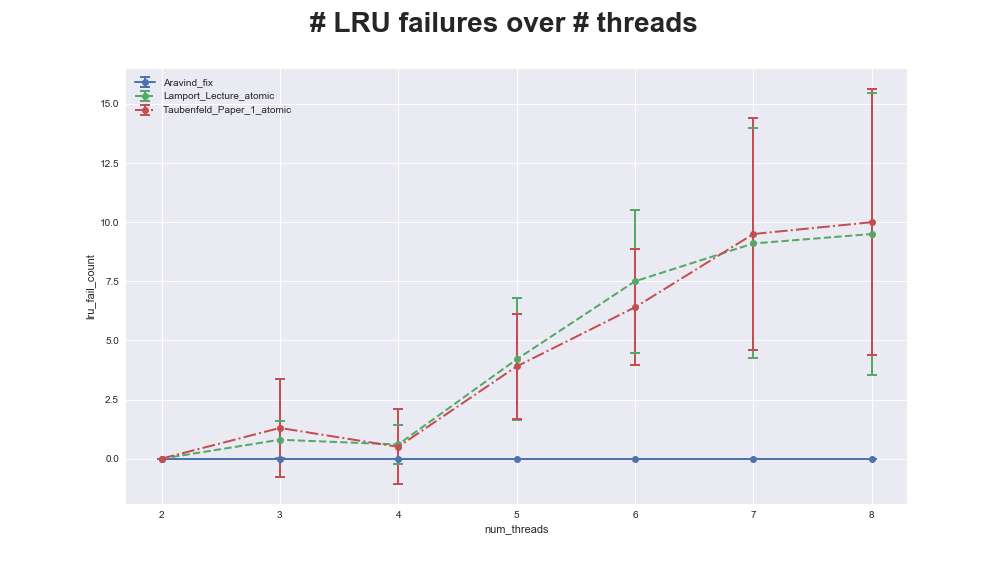 # LRU failures over # threads
Aravind_fix
Lamport_Lecture_atomic
Taubenfeld_Paper_1_atomic
15.0
12.5
10.0
7.5
5.0
2.5
0.0
lru_fail_count
2 3 4 5 6 7 8
num_threads